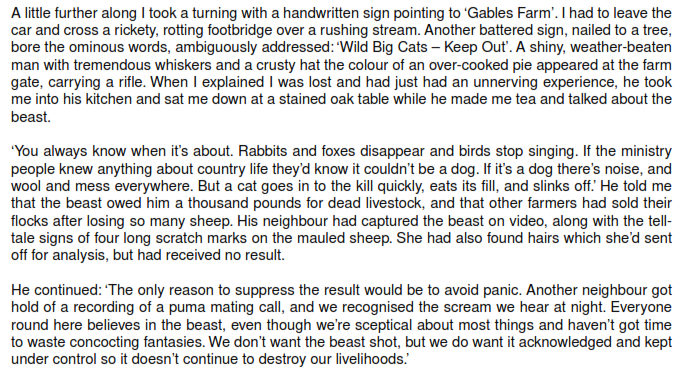 A little further along I took a turning with a handwritten sign pointing to ‘Gables Farm’. I had to leave the
car and cross a rickety, rotting footbridge over a rushing stream. Another battered sign, nailed to a tree,
bore the ominous words, ambiguously addressed: ‘Wild Big Cats – Keep Out’. A shiny, weather-beaten
man with tremendous whiskers and a crusty hat the colour of an over-cooked pie appeared at the farm
gate, carrying a rifle. When I explained I was lost and had just had an unnerving experience, he took
me into his kitchen and sat me down at a stained oak table while he made me tea and talked about the
beast.
‘You always know when it’s about. Rabbits and foxes disappear and birds stop singing. If the ministry
people knew anything about country life they’d know it couldn’t be a dog. If it’s a dog there’s noise, and
wool and mess everywhere. But a cat goes in to the kill quickly, eats its fill, and slinks off.’ He told me
that the beast owed him a thousand pounds for dead livestock, and that other farmers had sold their
flocks after losing so many sheep. His neighbour had captured the beast on video, along with the tell-
tale signs of four long scratch marks on the mauled sheep. She had also found hairs which she’d sent
off for analysis, but had received no result.
He continued: ‘The only reason to suppress the result would be to avoid panic. Another neighbour got
hold of a recording of a puma mating call, and we recognised the scream we hear at night. Everyone
round here believes in the beast, even though we’re sceptical about most things and haven’t got time
to waste concocting fantasies. We don’t want the beast shot, but we do want it acknowledged and kept
under control so it doesn’t continue to destroy our livelihoods.’